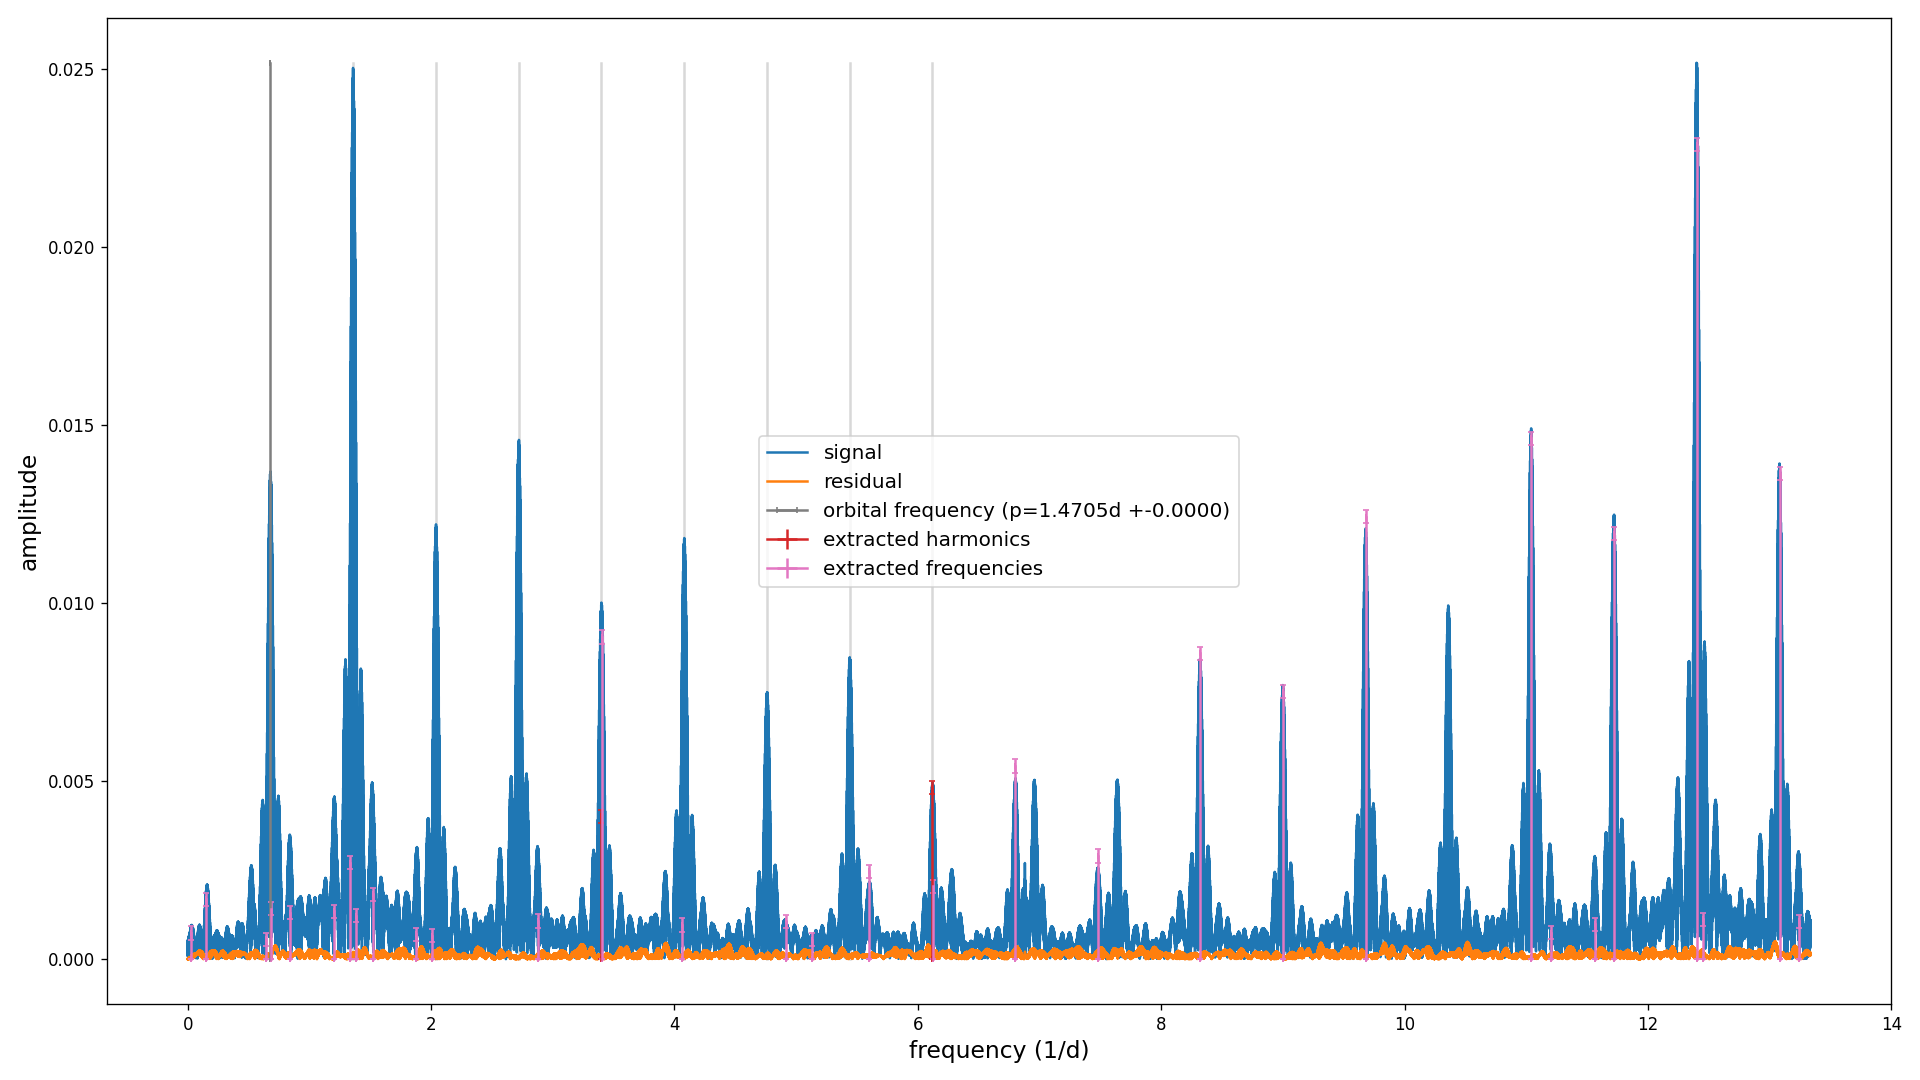 0.025
0.020
0.015
0.010
0.005
0.000
amplitude
signal
residual
orbital frequency (p=1.4705d +-0.0000)
extracted harmonics
extracted frequencies
0 2 4 6 8 10 12 14
frequency (1/d)